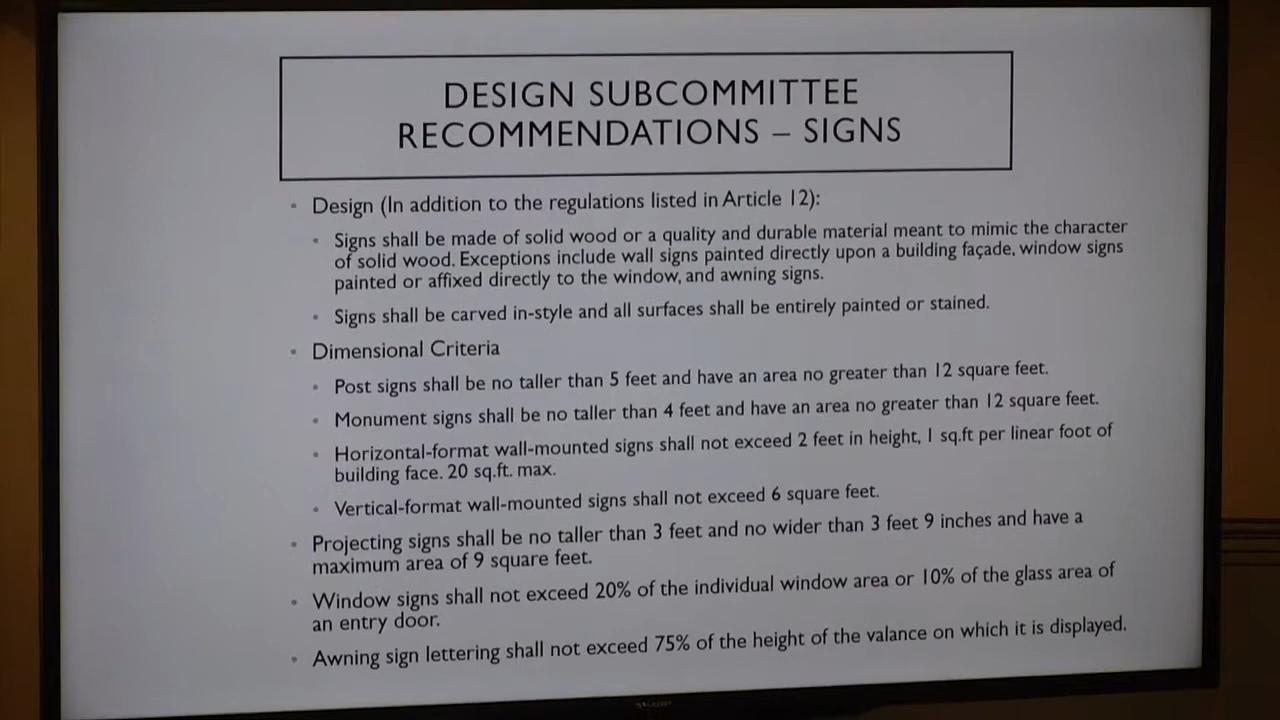 DESIGN SUBCOMMITTEE
RECOMMENDATIONS – SIGNS
• Design (In addition to the regulations listed in Article 12):
• Signs shall be made of solid wood or a quality and durable material meant to mimic the character
of solid wood. Exceptions include wall signs painted directly upon a building façade, window signs
painted or affixed directly to the window, and awning signs.
• Signs shall be carved in-style and all surfaces shall be entirely painted or stained.
• Dimensional Criteria
• Post signs shall be no taller than 5 feet and have an area no greater than 12 square feet.
• Monument signs shall be no taller than 4 feet and have an area no greater than 12 square feet.
• Horizontal-format wall-mounted signs shall not exceed 2 feet in height, 1 sq.ft per linear foot of
building face. 20 sq.ft. max.
• Vertical-format wall-mounted signs shall not exceed 6 square feet.
• Projecting signs shall be no taller than 3 feet and no wider than 3 feet 9 inches and have a
maximum area of 9 square feet.
• Window signs shall not exceed 20% of the individual window area or 10% of the glass area of
an entry door.
• Awning sign lettering shall not exceed 75% of the height of the valance on which it is displayed.